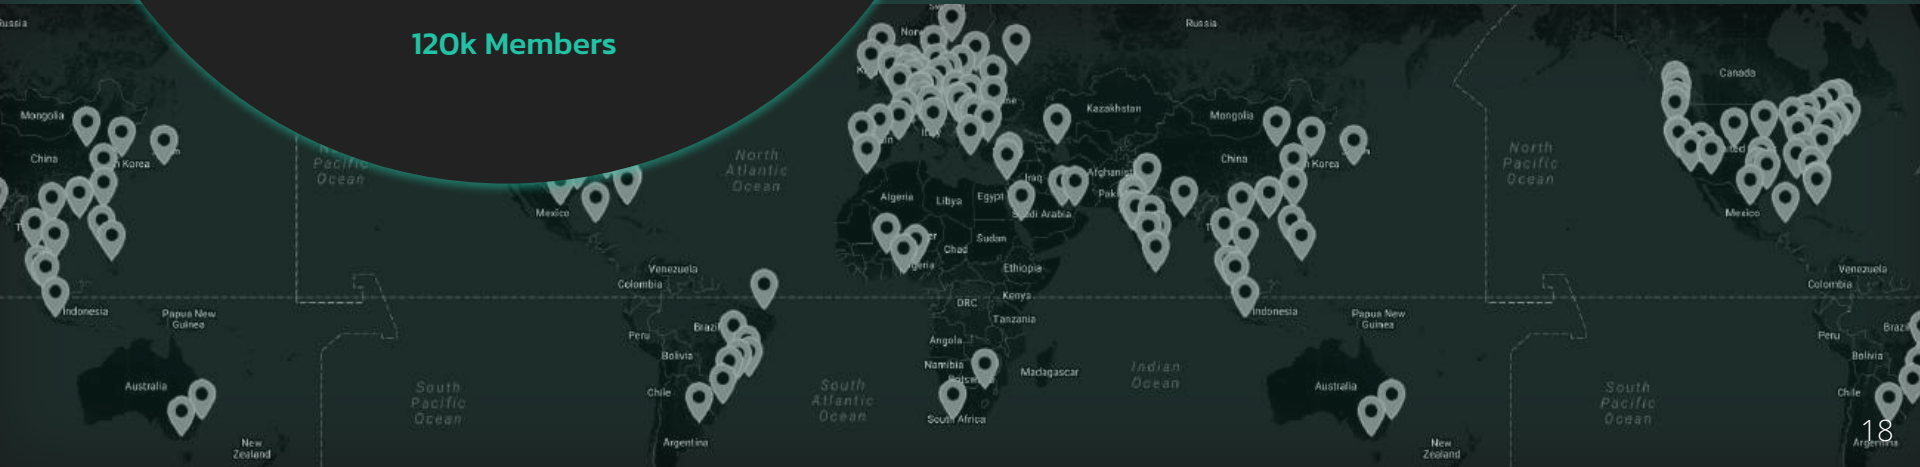 120k Members
Russia
Russia
Mongolia
China
Korea
Pacific
Ocean
North
Atlantic
Ocean
Kazakhstan
Mongolia
China
Korea
North
Pacific
Ocean
Canada
Mexico
Algeria
Libya
Egypt
Iraq
Saudi Arabia
Chad
Sudan
Ethiopia
Mexico
Venezuela
Colombia
DRC
Kenya
Tanzania
Venezuela
Colombia
Indonesia
Papua New
Guinea
Peru
Brazil
Bolivia
Angola
Namibia
Madagascar
Indian
Ocean
Indonesia
Papua New
Guinea
Peru
Bolivia
Australia
South
Pacific
Ocean
Chile
South
Atlantic
Ocean
South Africa
Australia
South
Pacific
Ocean
Chile
New
Zealand
Argentina
New
Zealand
Argentina
18